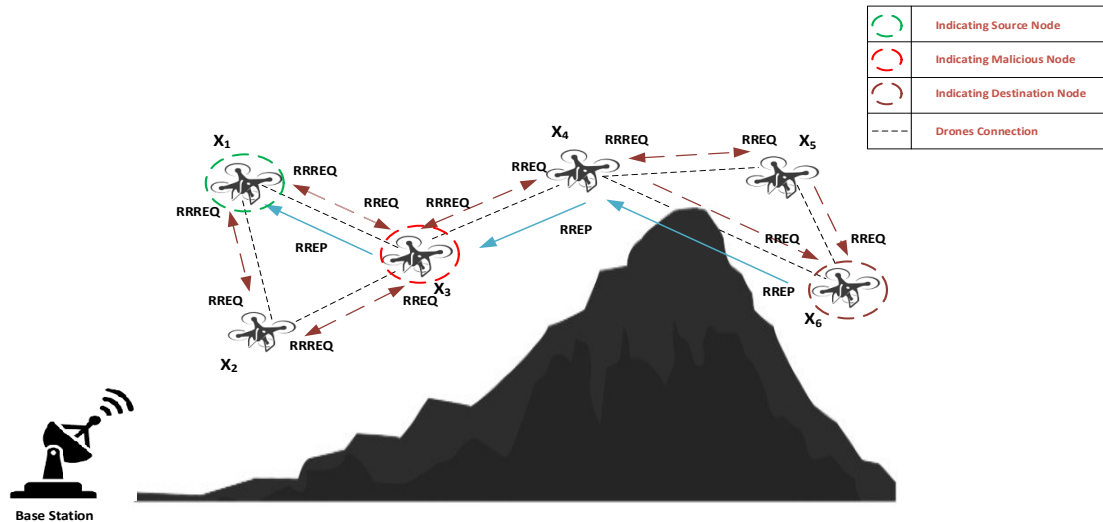 Indicating Source Node
Indicating Malicious Node
Indicating Destination Node
Drones Connection
X1
X4
X5
RRREQ
RREQ
RRREQ
RREQ
RRREQ
RREQ
RRREQ
RREP
RREP
RREQ
RREQ
RREQ
X3
RREQ
RREP
X6
RRREQ
X2
Base Station